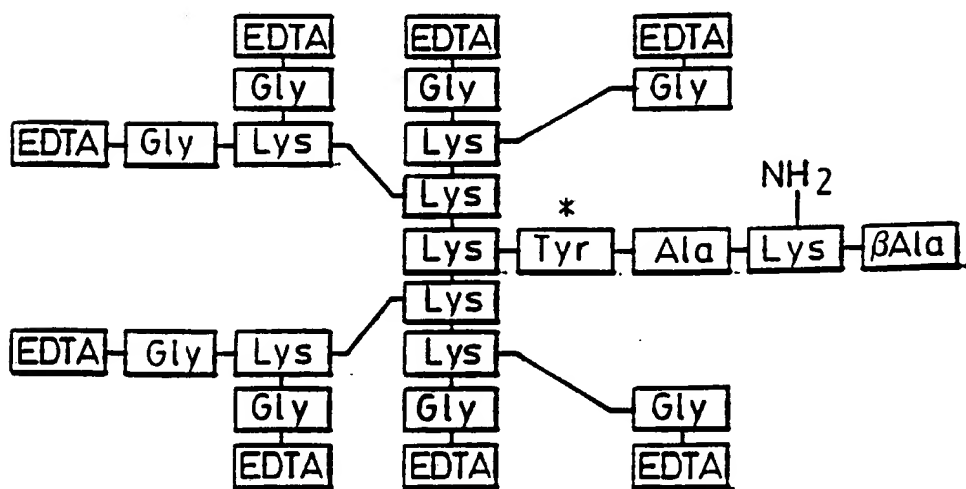 EDTA EDTA EDTA
Gly Gly Gly
EDTA Gly Lys Lys
Lys NH2
*
Lys Tyr Ala Lys βAla
Lys
EDTA Gly Lys Lys
Gly Gly Gly
EDTA EDTA EDTA